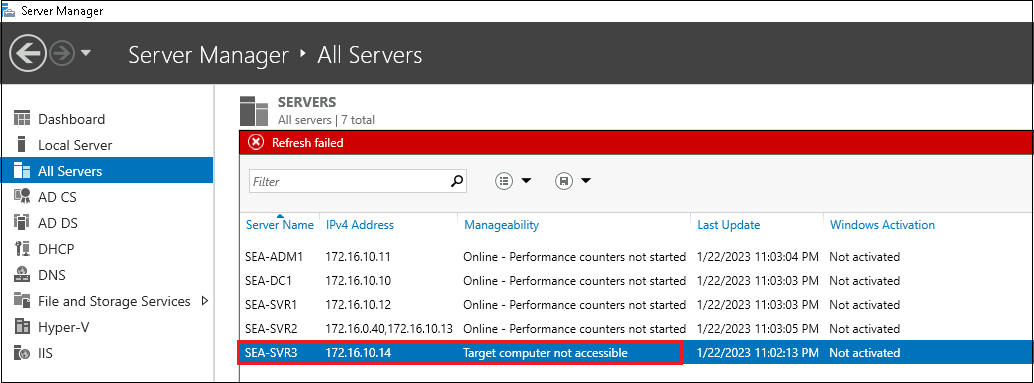 Server Manager
Server Manager ‣ All Servers
Dashboard
Local Server
All Servers
AD CS
AD DS
DHCP
DNS
File and Storage Services
Hyper-V
IIS
SERVERS
All servers | 7 total
Refresh failed
Filter
Server Name IPv4 Address Manageability Last Update Windows Activation
SEA-ADM1 172.16.10.11 Online - Performance counters not started 1/22/2023 11:03:04 PM Not activated
SEA-DC1 172.16.10.10 Online - Performance counters not started 1/22/2023 11:03:03 PM Not activated
SEA-SVR1 172.16.10.12 Online - Performance counters not started 1/22/2023 11:03:03 PM Not activated
SEA-SVR2 172.16.0.40,172.16.10.13 Online - Performance counters not started 1/22/2023 11:03:05 PM Not activated
SEA-SVR3 172.16.10.14 Target computer not accessible 1/22/2023 11:02:13 PM Not activated